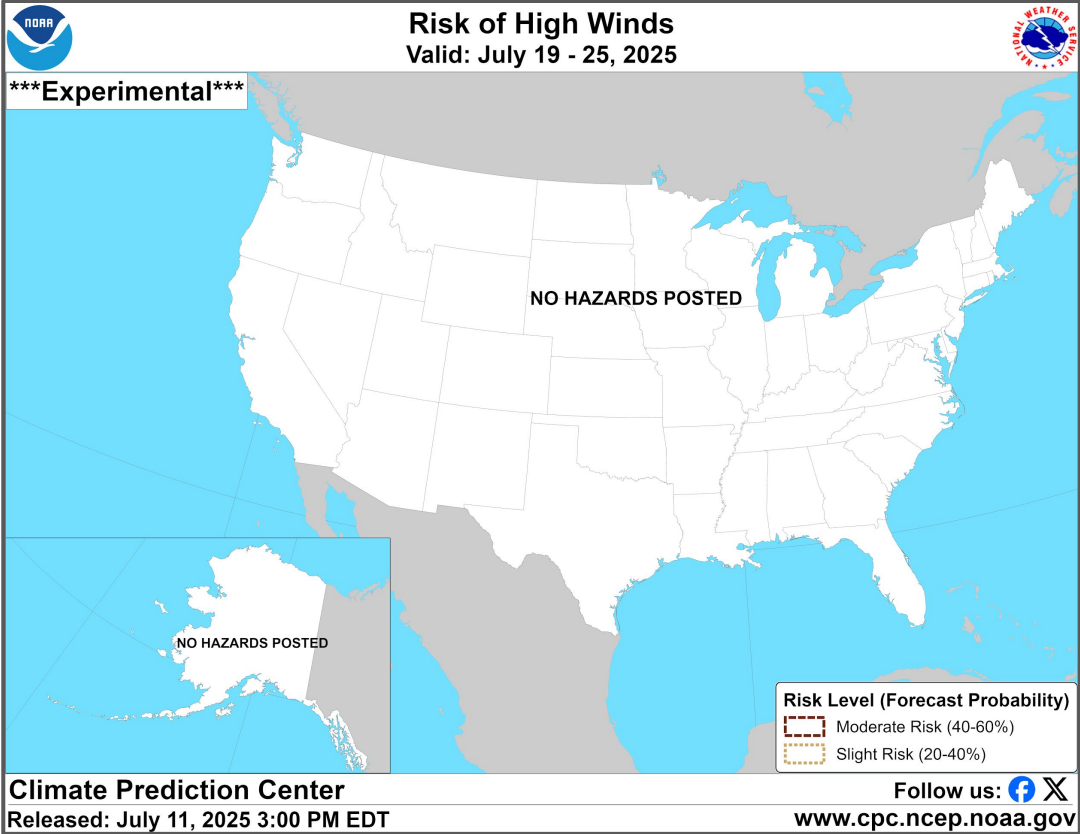 NOAA
Risk of High Winds
Valid: July 19 - 25, 2025
NATIONAL WEATHER SERVICE
***Experimental***
NO HAZARDS POSTED
NO HAZARDS POSTED
Risk Level (Forecast Probability)
Moderate Risk (40-60%)
Slight Risk (20-40%)
Climate Prediction Center
Follow us:
Released: July 11, 2025 3:00 PM EDT
www.cpc.ncep.noaa.gov